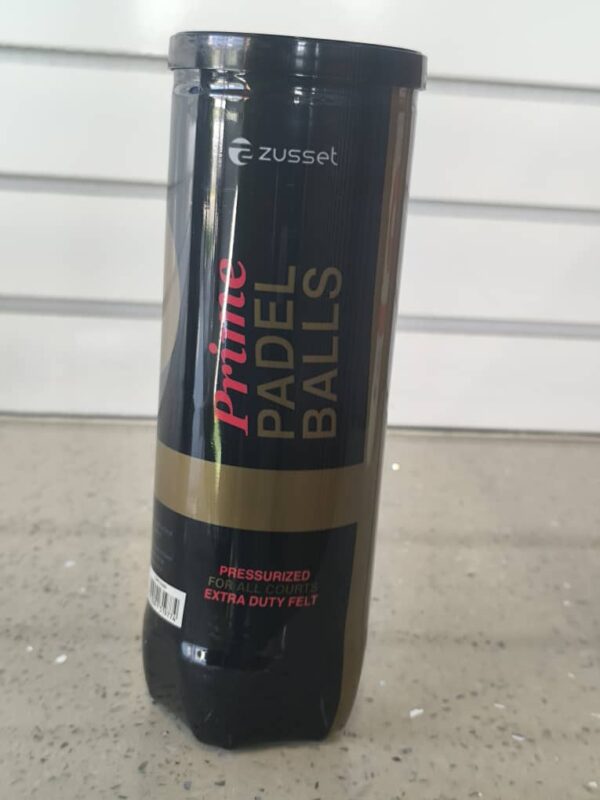 zusset
Prime
PADEL
BALLS
PRESSURIZED
FOR ALL COURTS
EXTRA DUTY FELT